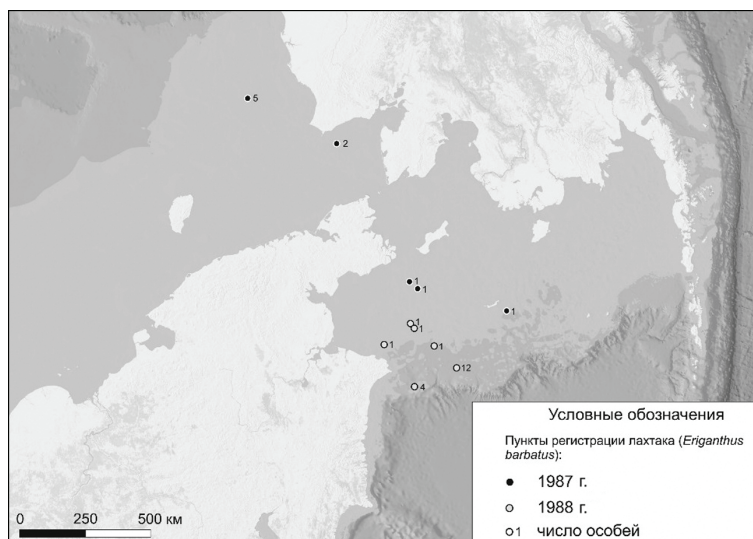 5
2
1
1
1
1
1
1
1
12
4
Условные обозначения
Пункты регистрации лахтака (Eriganthus
barbatus):
1987 г.
1988 г.
1 число особей
0 250 500 км